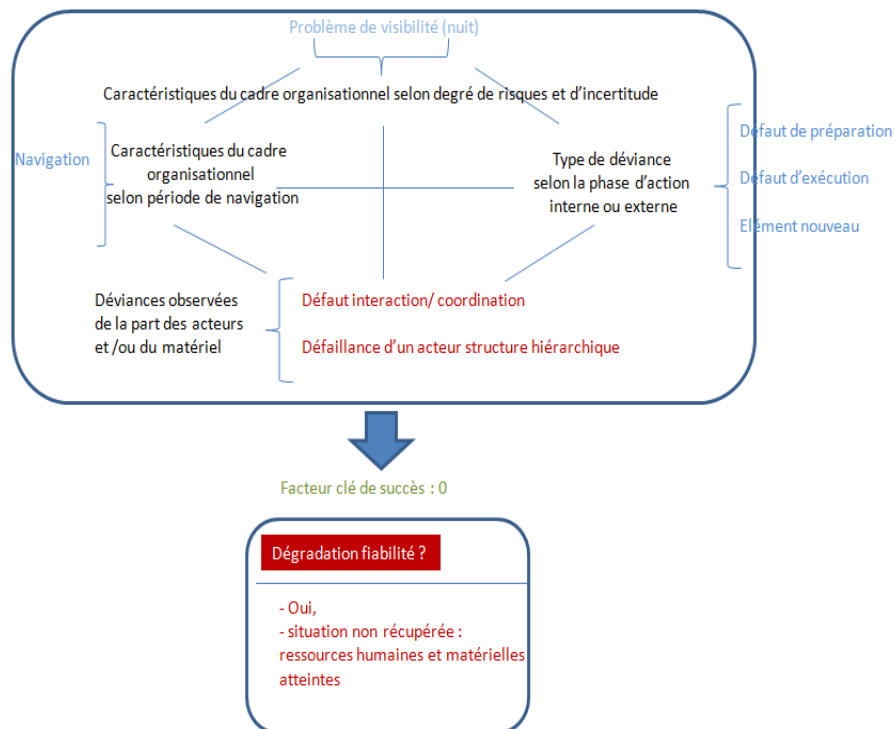 Problème de visibilité (nuit)
Caractéristiques du cadre organisationnel selon degré de risques et d'incertitude
Navigation
Caractéristiques du cadre
organisationnel
selon période de navigation
Type de déviance
selon la phase d'action
interne ou externe
Défaut de préparation
Défaut d'exécution
Elément nouveau
Déviances observées
de la part des acteurs
et /ou du matériel
Défaut interaction/ coordination
Défaillance d'un acteur structure hiérarchique
Facteur clé de succès : 0
Dégradation fiabilité ?
- Oui,
- situation non récupérée :
ressources humaines et matérielles
atteintes